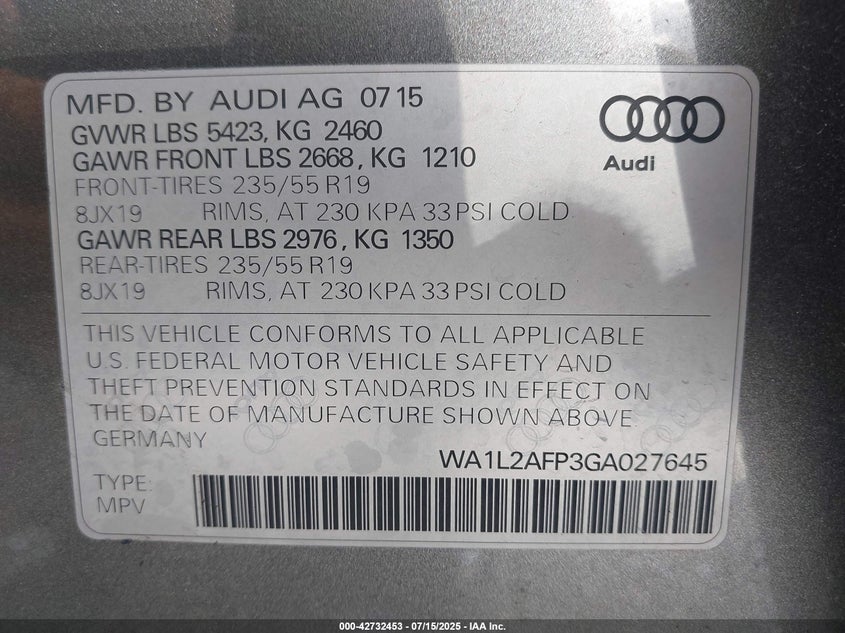 MFD. BY AUDI AG 07 15
GVWR LBS 5423, KG 2460
GAWR FRONT LBS 2668, KG 1210
FRONT-TIRES 235/55 R19
8JX19 RIMS, AT 230 KPA 33 PSI COLD
GAWR REAR LBS 2976, KG 1350
REAR-TIRES 235/55 R19
8JX19 RIMS, AT 230 KPA 33 PSI COLD
Audi
THIS VEHICLE CONFORMS TO ALL APPLICABLE
U.S. FEDERAL MOTOR VEHICLE SAFETY AND
THEFT PREVENTION STANDARDS IN EFFECT ON
THE DATE OF MANUFACTURE SHOWN ABOVE
GERMANY
WA1L2AFP3GA027645
TYPE:
MPV
000-42732453 - 07/15/2025 - IAA Inc.